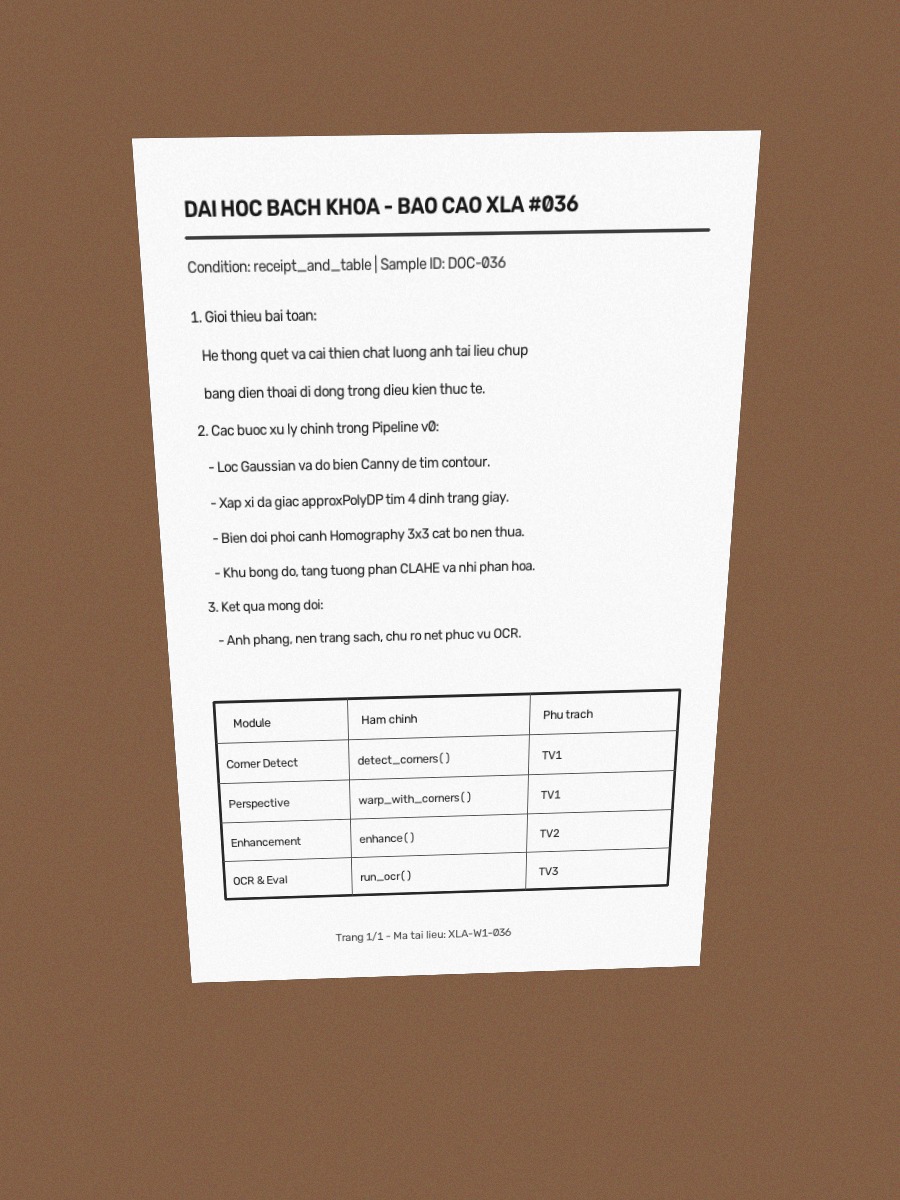 DAI HOC BACH KHOA - BAO CAO XLA #036
Condition: receipt_and_table | Sample ID: DOC-036
1. Gioi thieu bai toan:
He thong quet va cai thien chat luong anh tai lieu chup
bang dien thoai di dong trong dieu kien thuc te.
2. Cac buoc xu ly chinh trong Pipeline v0:
- Loc Gaussian va do bien Canny de tim contour.
- Xap xi da giac approxPolyDP tim 4 dinh trang giay.
- Bien doi phoi canh Homography 3x3 cat bo nen thua.
- Khu bong do, tang tuong phan CLAHE va nhi phan hoa.
3. Ket qua mong doi:
- Anh phang, nen trang sach, chu ro net phuc vu OCR.
Module Ham chinh Phu trach
Corner Detect detect_corners() TV1
Perspective warp_with_corners() TV1
Enhancement enhance() TV2
OCR & Eval run_ocr() TV3
Trang 1/1 - Ma tai lieu: XLA-W1-036